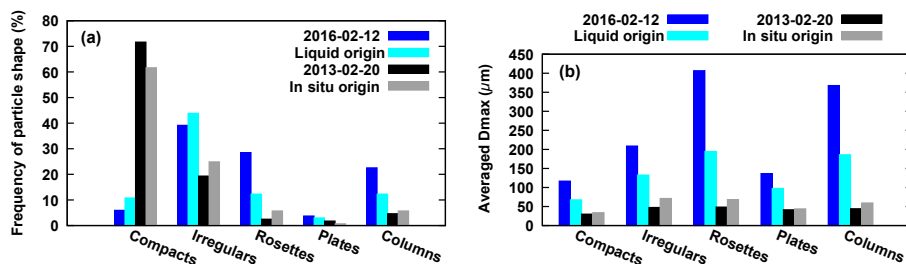 Frequency of particle shape (%)
80
70
60
50
40
30
20
10
0
(a)
2016-02-12
Liquid origin
2013-02-20
In situ origin
Compacts
Irregulars
Rosettes
Plates
Columns
2016-02-12
Liquid origin
2013-02-20
In situ origin
Averaged Dmax (μm)
450
400
350
300
250
200
150
100
50
0
(b)
Compacts
Irregulars
Rosettes
Plates
Columns